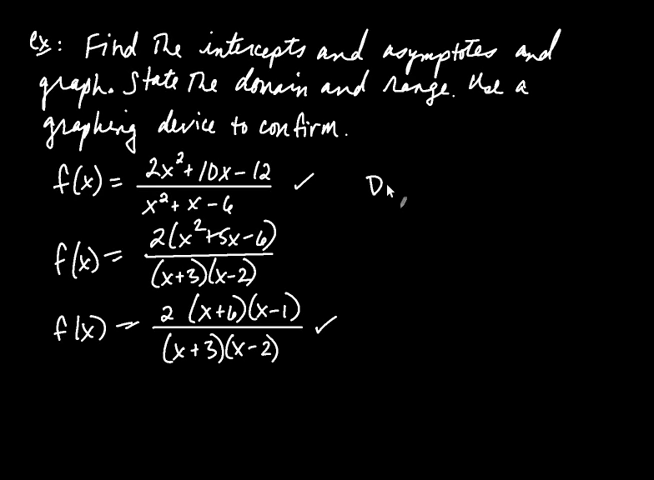 ex: Find the intercepts and asymptotes and
graph. State the domain and range. Use a
graphing device to confirm.
f(x) = (2x² + 10x - 12) / (x² + x - 6) ✓ D
f(x) = 2(x² + 5x - 6) / (x+3)(x-2)
f(x) = 2 (x+6)(x-1) / (x+3)(x-2) ✓